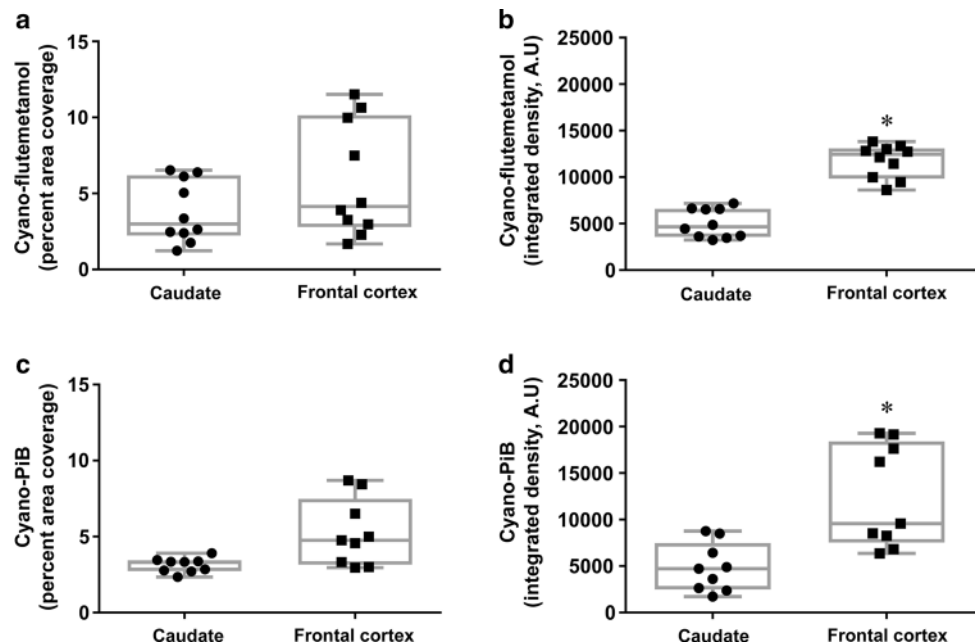 a
Cyano-flutemetamol
(percent area coverage)
15
10
5
0
Caudate
Frontal cortex
b
Cyano-flutemetamol
(integrated density, A.U)
25000
20000
15000
10000
5000
0
*
Caudate
Frontal cortex
c
Cyano-PiB
(percent area coverage)
15
10
5
0
Caudate
Frontal cortex
d
Cyano-PiB
(integrated density, A.U)
25000
20000
15000
10000
5000
0
*
Caudate
Frontal cortex